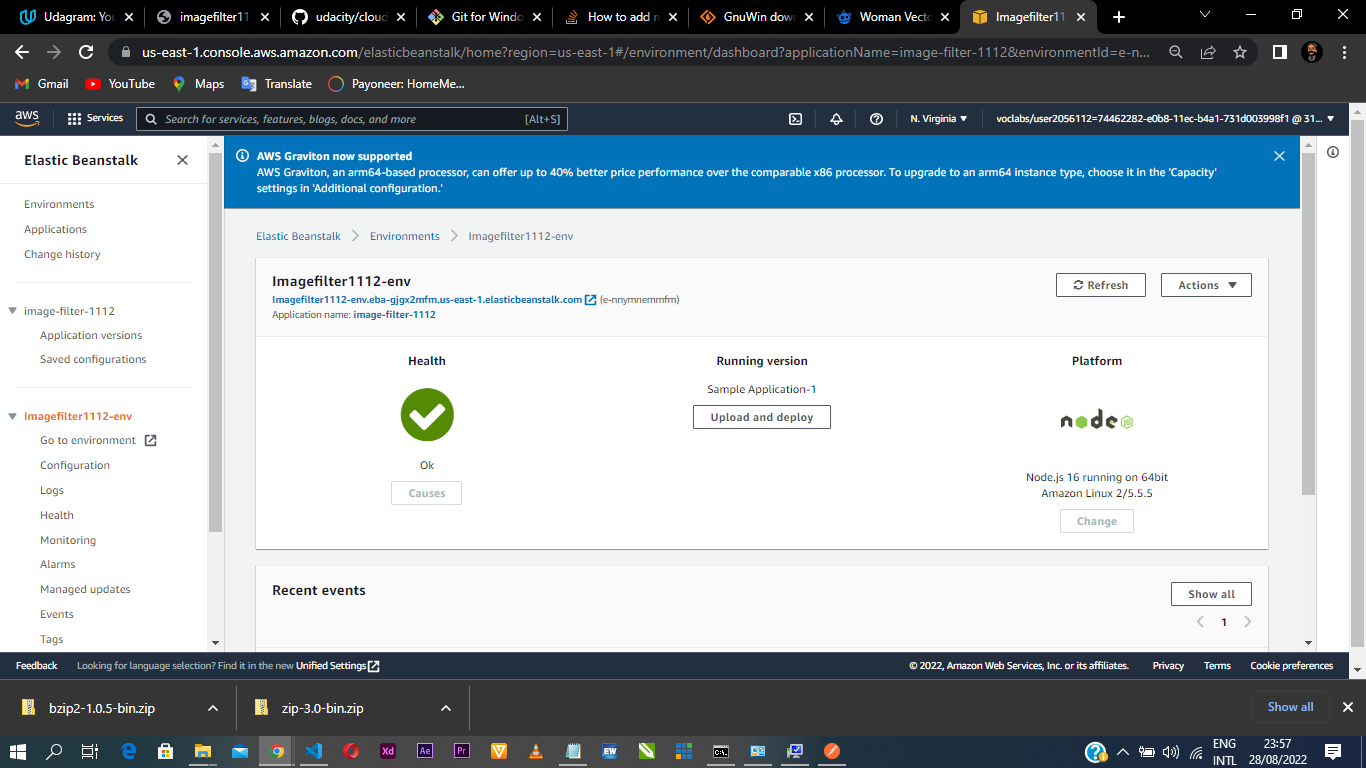 Udagram: You
imagefilter11
udacity/cloud
Git for Windo
How to add m
GnuWin down
Woman Vecto
Imagefilter11
us-east-1.console.aws.amazon.com/elasticbeanstalk/home?region=us-east-1#/environment/dashboard?applicationName=image-filter-1112&environmentId=e-n...
Gmail
YouTube
Maps
Translate
Payoneer: HomeMe...
aws
Services
Search for services, features, blogs, docs, and more
[Alt+S]
N. Virginia
voclabs/user2056112=74462282-e0b8-11ec-b4a1-731d003998f1 @ 31...
Elastic Beanstalk
Environments
Applications
Change history
image-filter-1112
Application versions
Saved configurations
Imagefilter1112-env
Go to environment
Configuration
Logs
Health
Monitoring
Alarms
Managed updates
Events
Tags
AWS Graviton now supported
AWS Graviton, an arm64-based processor, can offer up to 40% better price performance over the comparable x86 processor. To upgrade to an arm64 instance type, choose it in the 'Capacity'
settings in 'Additional configuration.'
Elastic Beanstalk
Environments
Imagefilter1112-env
Imagefilter1112-env
Imagefilter1112-env.eba-gjgx2mfm.us-east-1.elasticbeanstalk.com (e-nnymnemmfm)
Application name: image-filter-1112
Refresh
Actions
Health
Ok
Causes
Running version
Sample Application-1
Upload and deploy
Platform
node
JS
Node.js 16 running on 64bit
Amazon Linux 2/5.5.5
Change
Recent events
Show all
1
Feedback
Looking for language selection? Find it in the new Unified Settings
© 2022, Amazon Web Services, Inc. or its affiliates.
Privacy
Terms
Cookie preferences
bzip2-1.0.5-bin.zip
zip-3.0-bin.zip
Show all
Xd
Ae
Pr
EW
ENG
INTL
23:57
28/08/2022